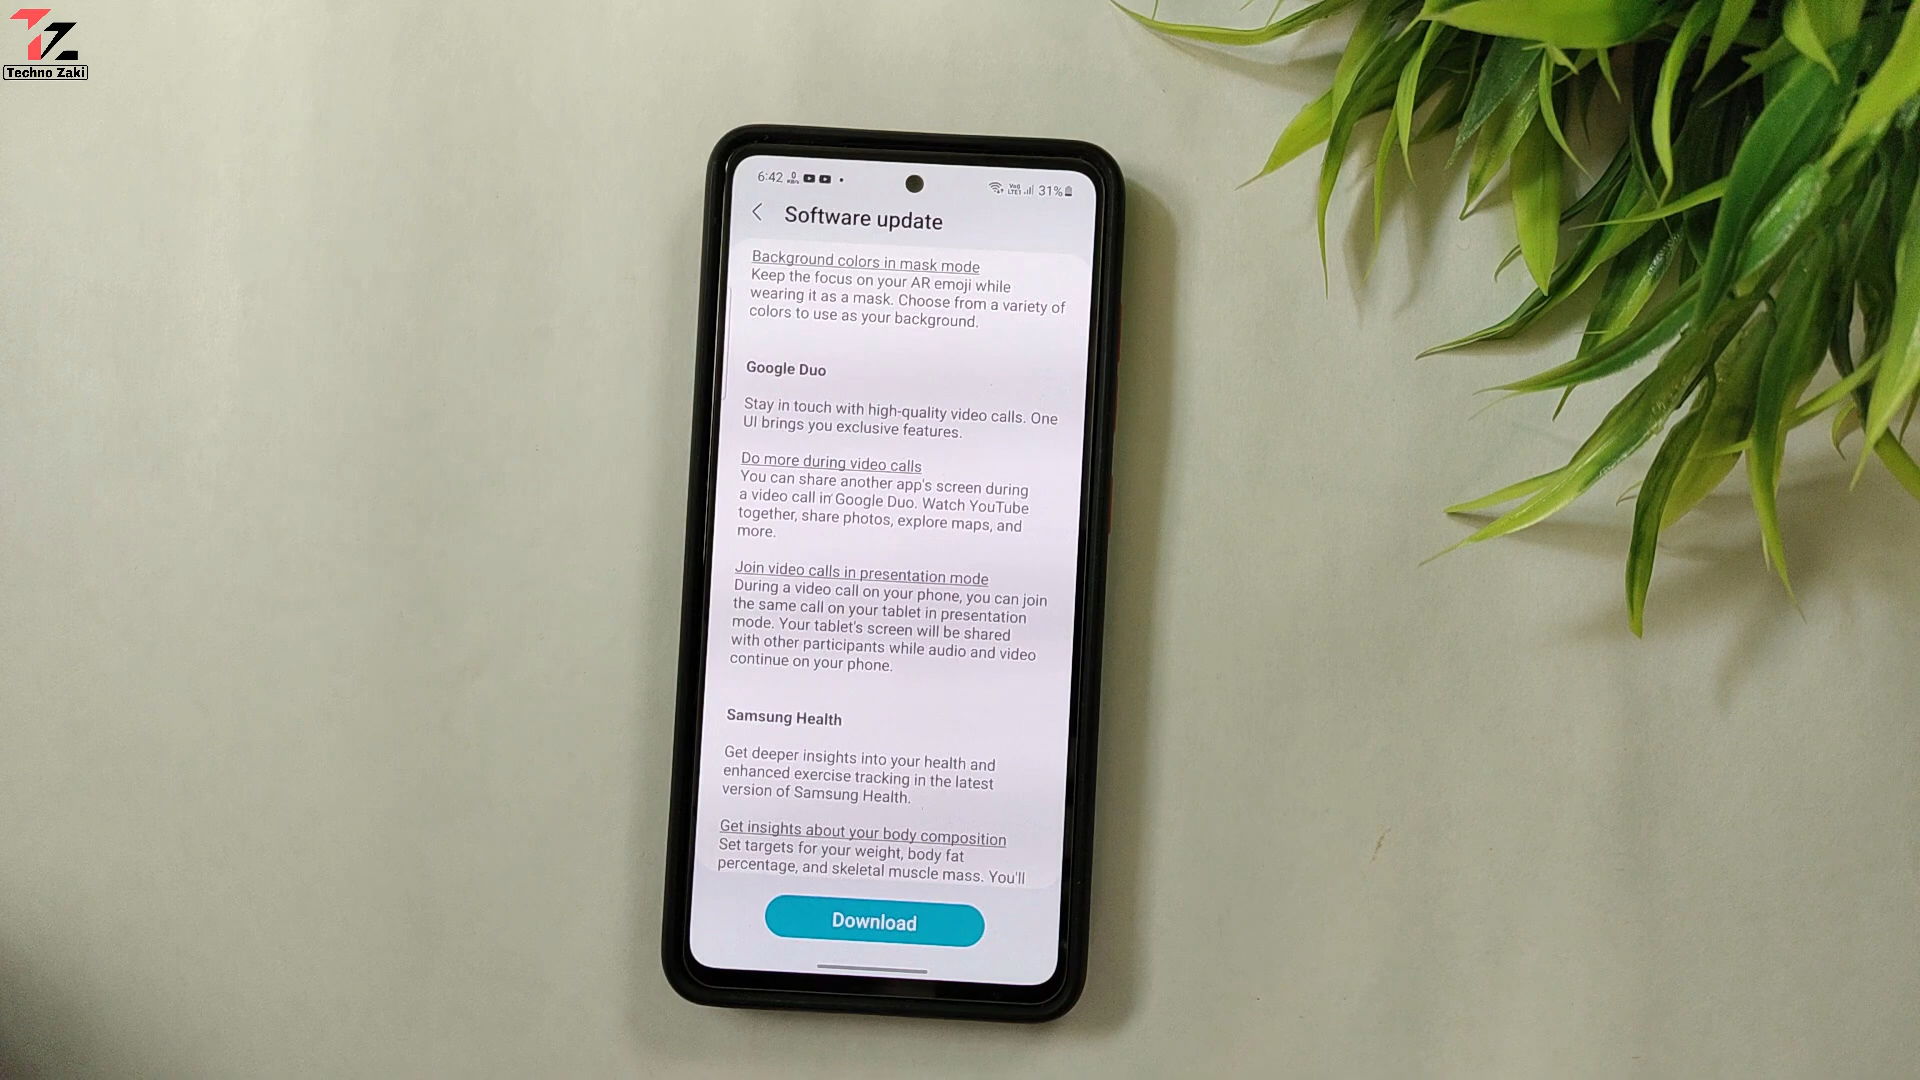 TZ
Techno Zaki
6:42
0
KB/s
Vo))
LTE1
31%
Software update
Background colors in mask mode
Keep the focus on your AR emoji while
wearing it as a mask. Choose from a variety of
colors to use as your background.
Google Duo
Stay in touch with high-quality video calls. One
UI brings you exclusive features.
Do more during video calls
You can share another app's screen during
a video call in Google Duo. Watch YouTube
together, share photos, explore maps, and
more.
Join video calls in presentation mode
During a video call on your phone, you can join
the same call on your tablet in presentation
mode. Your tablet's screen will be shared
with other participants while audio and video
continue on your phone.
Samsung Health
Get deeper insights into your health and
enhanced exercise tracking in the latest
version of Samsung Health.
Get insights about your body composition
Set targets for your weight, body fat
percentage, and skeletal muscle mass. You'll
Download